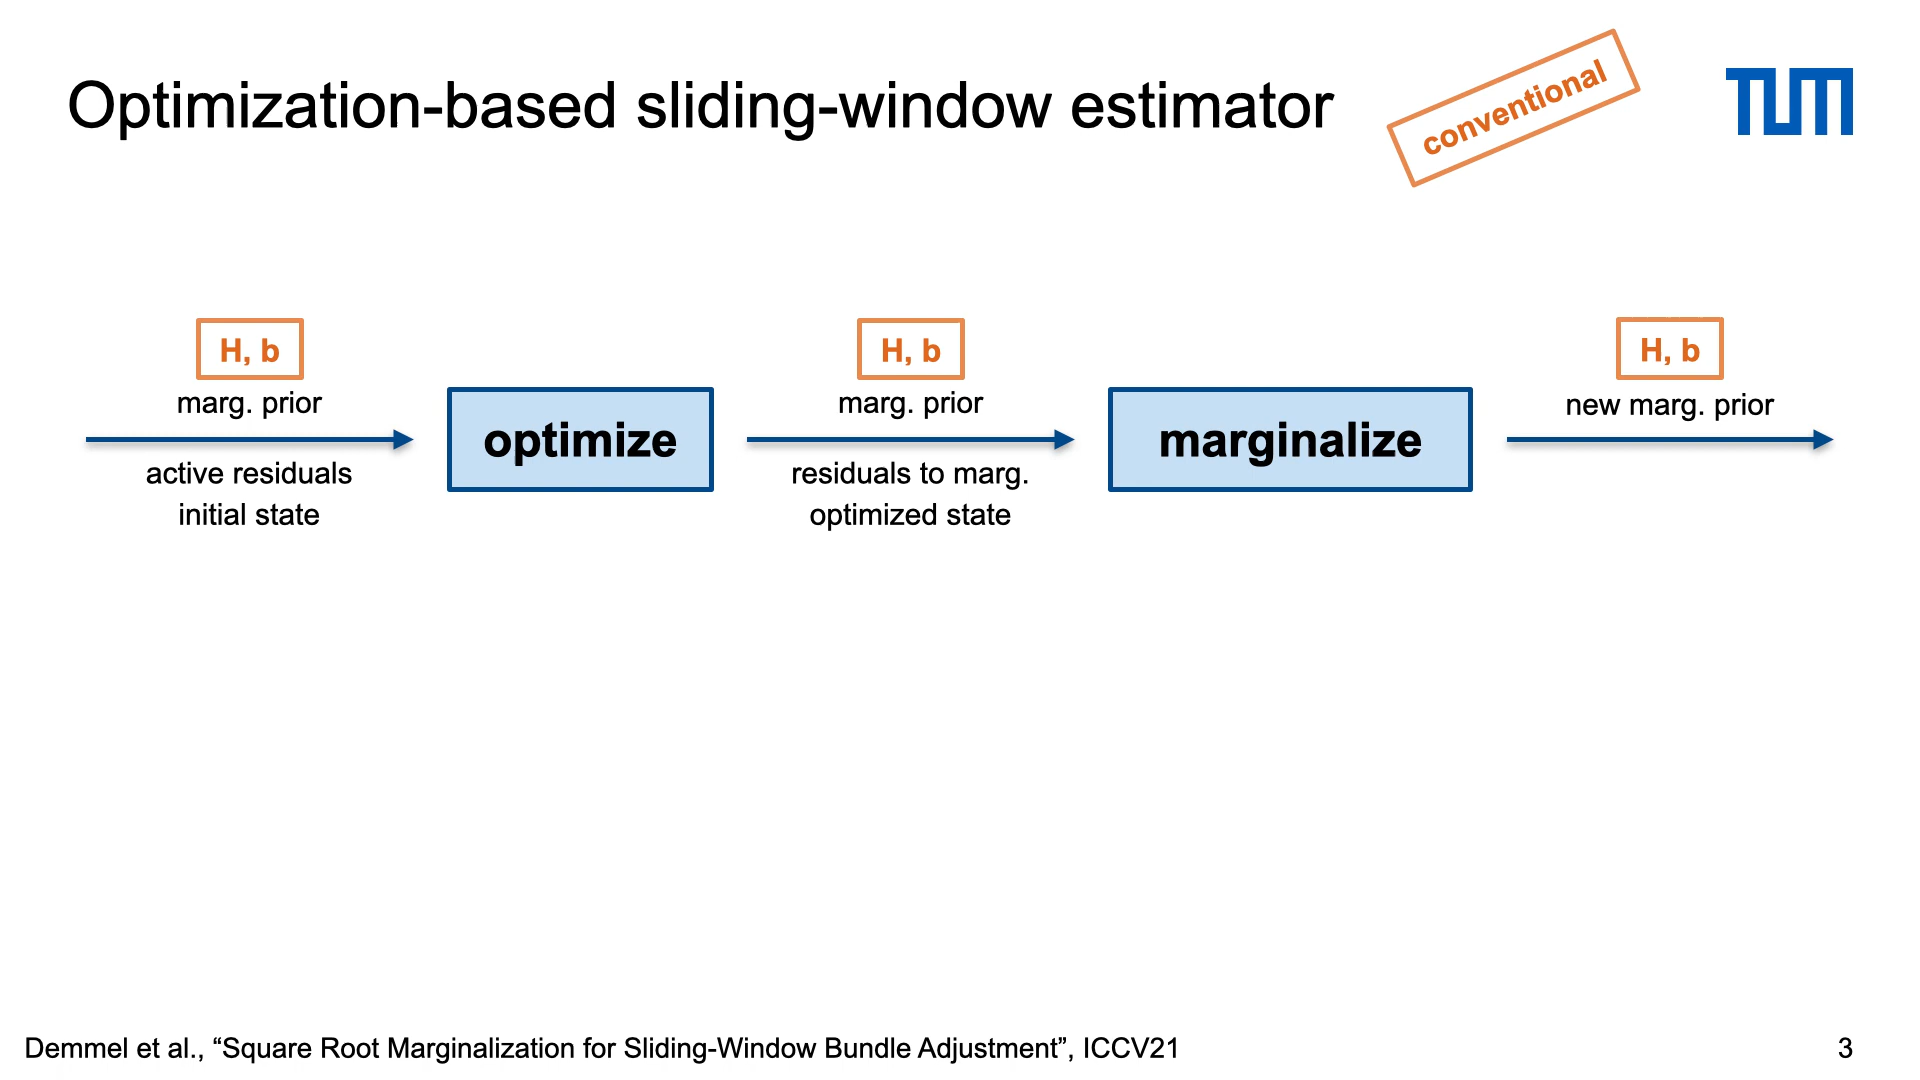 Optimization-based sliding-window estimator
conventional
TUM
H, b
marg. prior
active residuals
initial state
optimize
H, b
marg. prior
residuals to marg.
optimized state
marginalize
H, b
new marg. prior
Demmel et al., “Square Root Marginalization for Sliding-Window Bundle Adjustment”, ICCV21
3